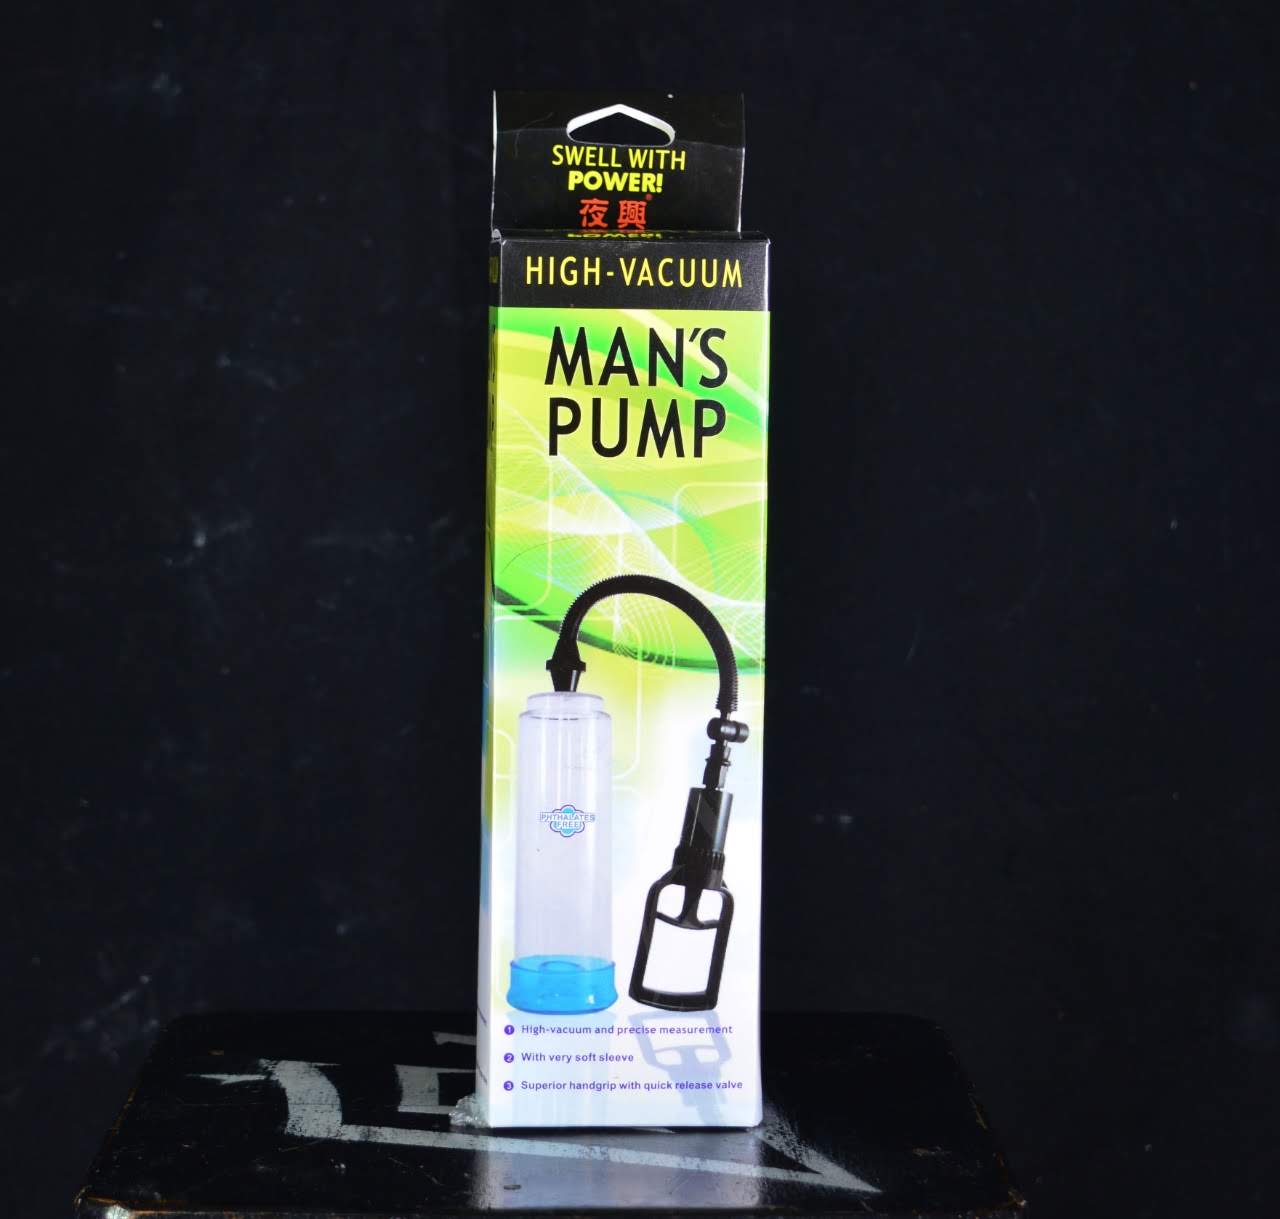 SWELL WITH
POWER!
夜興®
POWER!
HIGH-VACUUM
MAN'S
PUMP
PHTHALATES
FREE!
1 High-vacuum and precise measurement
2 With very soft sleeve
3 Superior handgrip with quick release valve